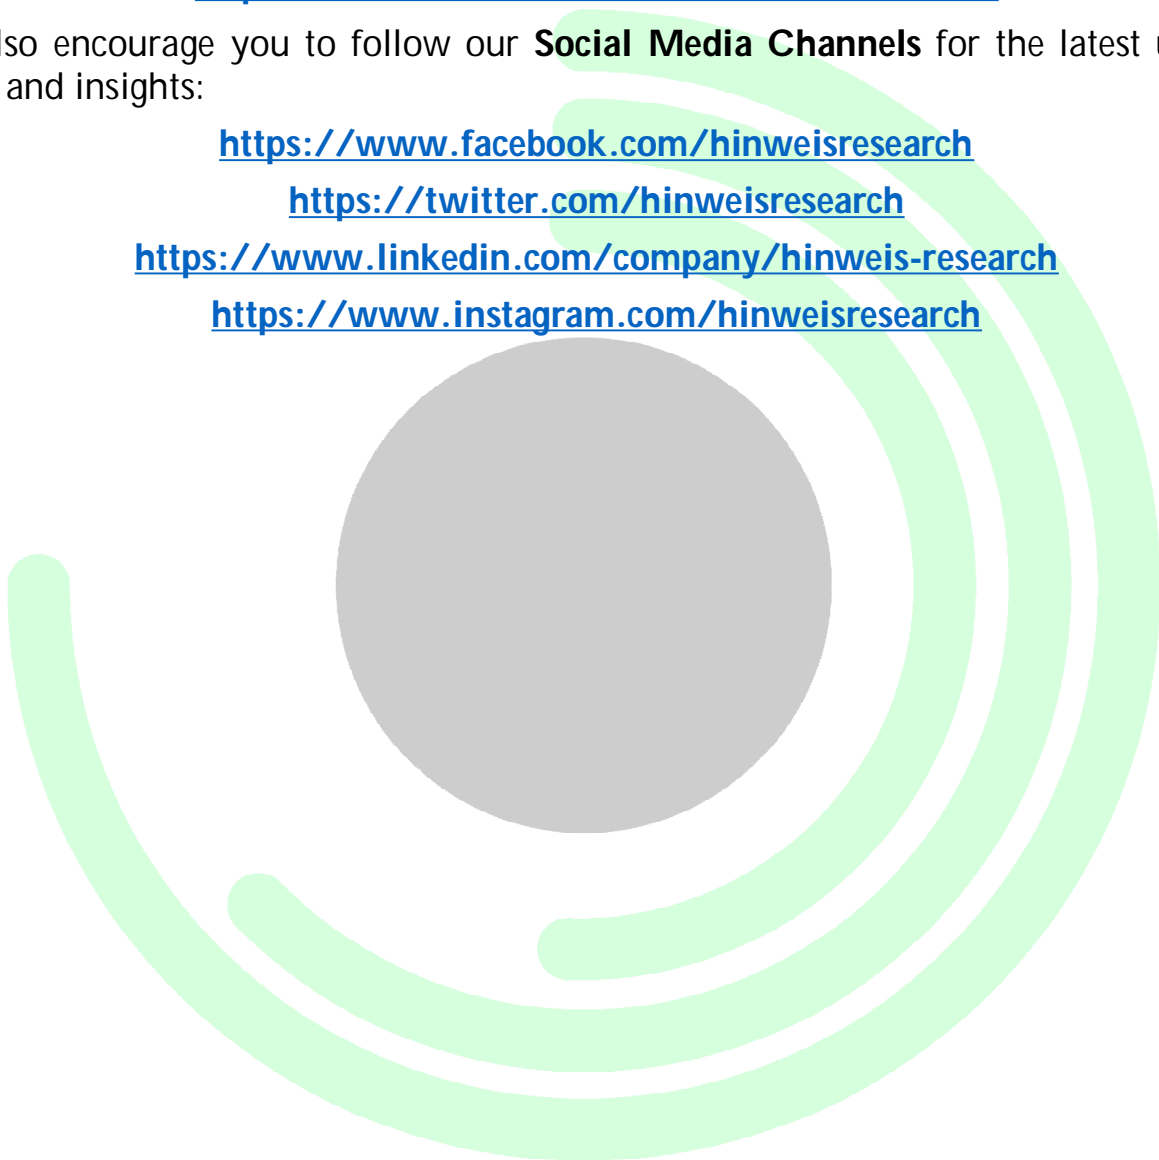 encourage you to follow our Social Media Channels for the latest
and insights:
https://www.facebook.com/hinweisresearch
https://twitter.com/hinweisresearch
https://www.linkedin.com/company/hinweis-research
https://www.instagram.com/hinweisresearch